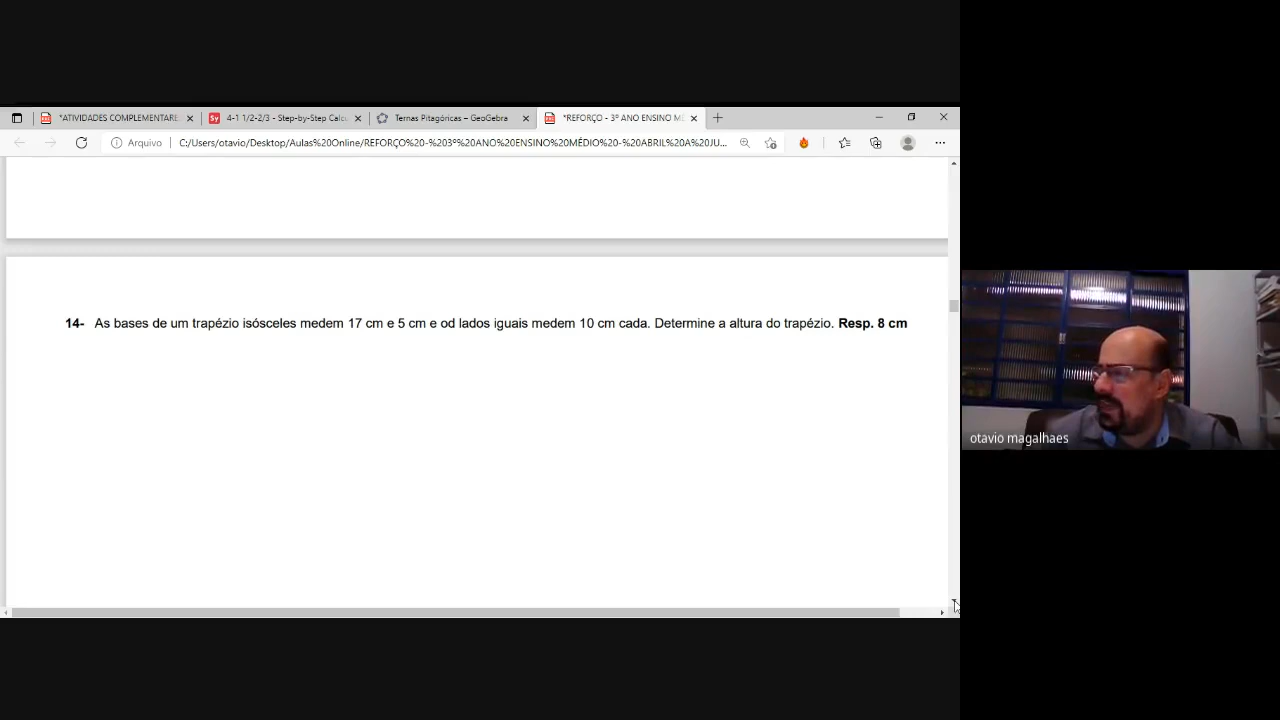 *ATIVIDADES COMPLEMENTARE
4-1 1/2-2/3 - Step-by-Step Calcu
Ternas Pitagóricas – GeoGebra
*REFORÇO - 3º ANO ENSINO MÉ
Arquivo
C:/Users/otavio/Desktop/Aulas%20Online/REFORÇO%20-%203º%20ANO%20ENSINO%20MÉDIO%20-%20ABRIL%20A%20JU...
14- As bases de um trapézio isósceles medem 17 cm e 5 cm e od lados iguais medem 10 cm cada. Determine a altura do trapézio. Resp. 8 cm
otavio magalhaes